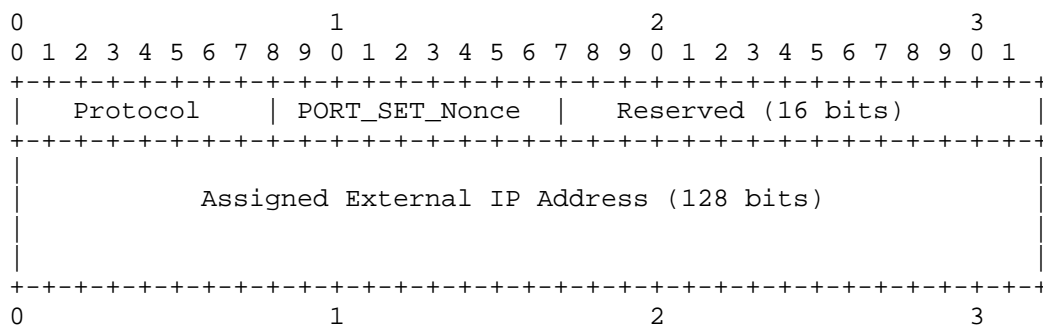 0                   1                   2                   3
0 1 2 3 4 5 6 7 8 9 0 1 2 3 4 5 6 7 8 9 0 1 2 3 4 5 6 7 8 9 0 1
+-+-+-+-+-+-+-+-+-+-+-+-+-+-+-+-+-+-+-+-+-+-+-+-+-+-+-+-+-+-+-+-+
|   Protocol    | PORT_SET_Nonce  |   Reserved (16 bits)        |
+-+-+-+-+-+-+-+-+-+-+-+-+-+-+-+-+-+-+-+-+-+-+-+-+-+-+-+-+-+-+-+-+
|                                                               |
|           Assigned External IP Address (128 bits)             |
|                                                               |
|                                                               |
+-+-+-+-+-+-+-+-+-+-+-+-+-+-+-+-+-+-+-+-+-+-+-+-+-+-+-+-+-+-+-+-+
0                   1                   2                   3